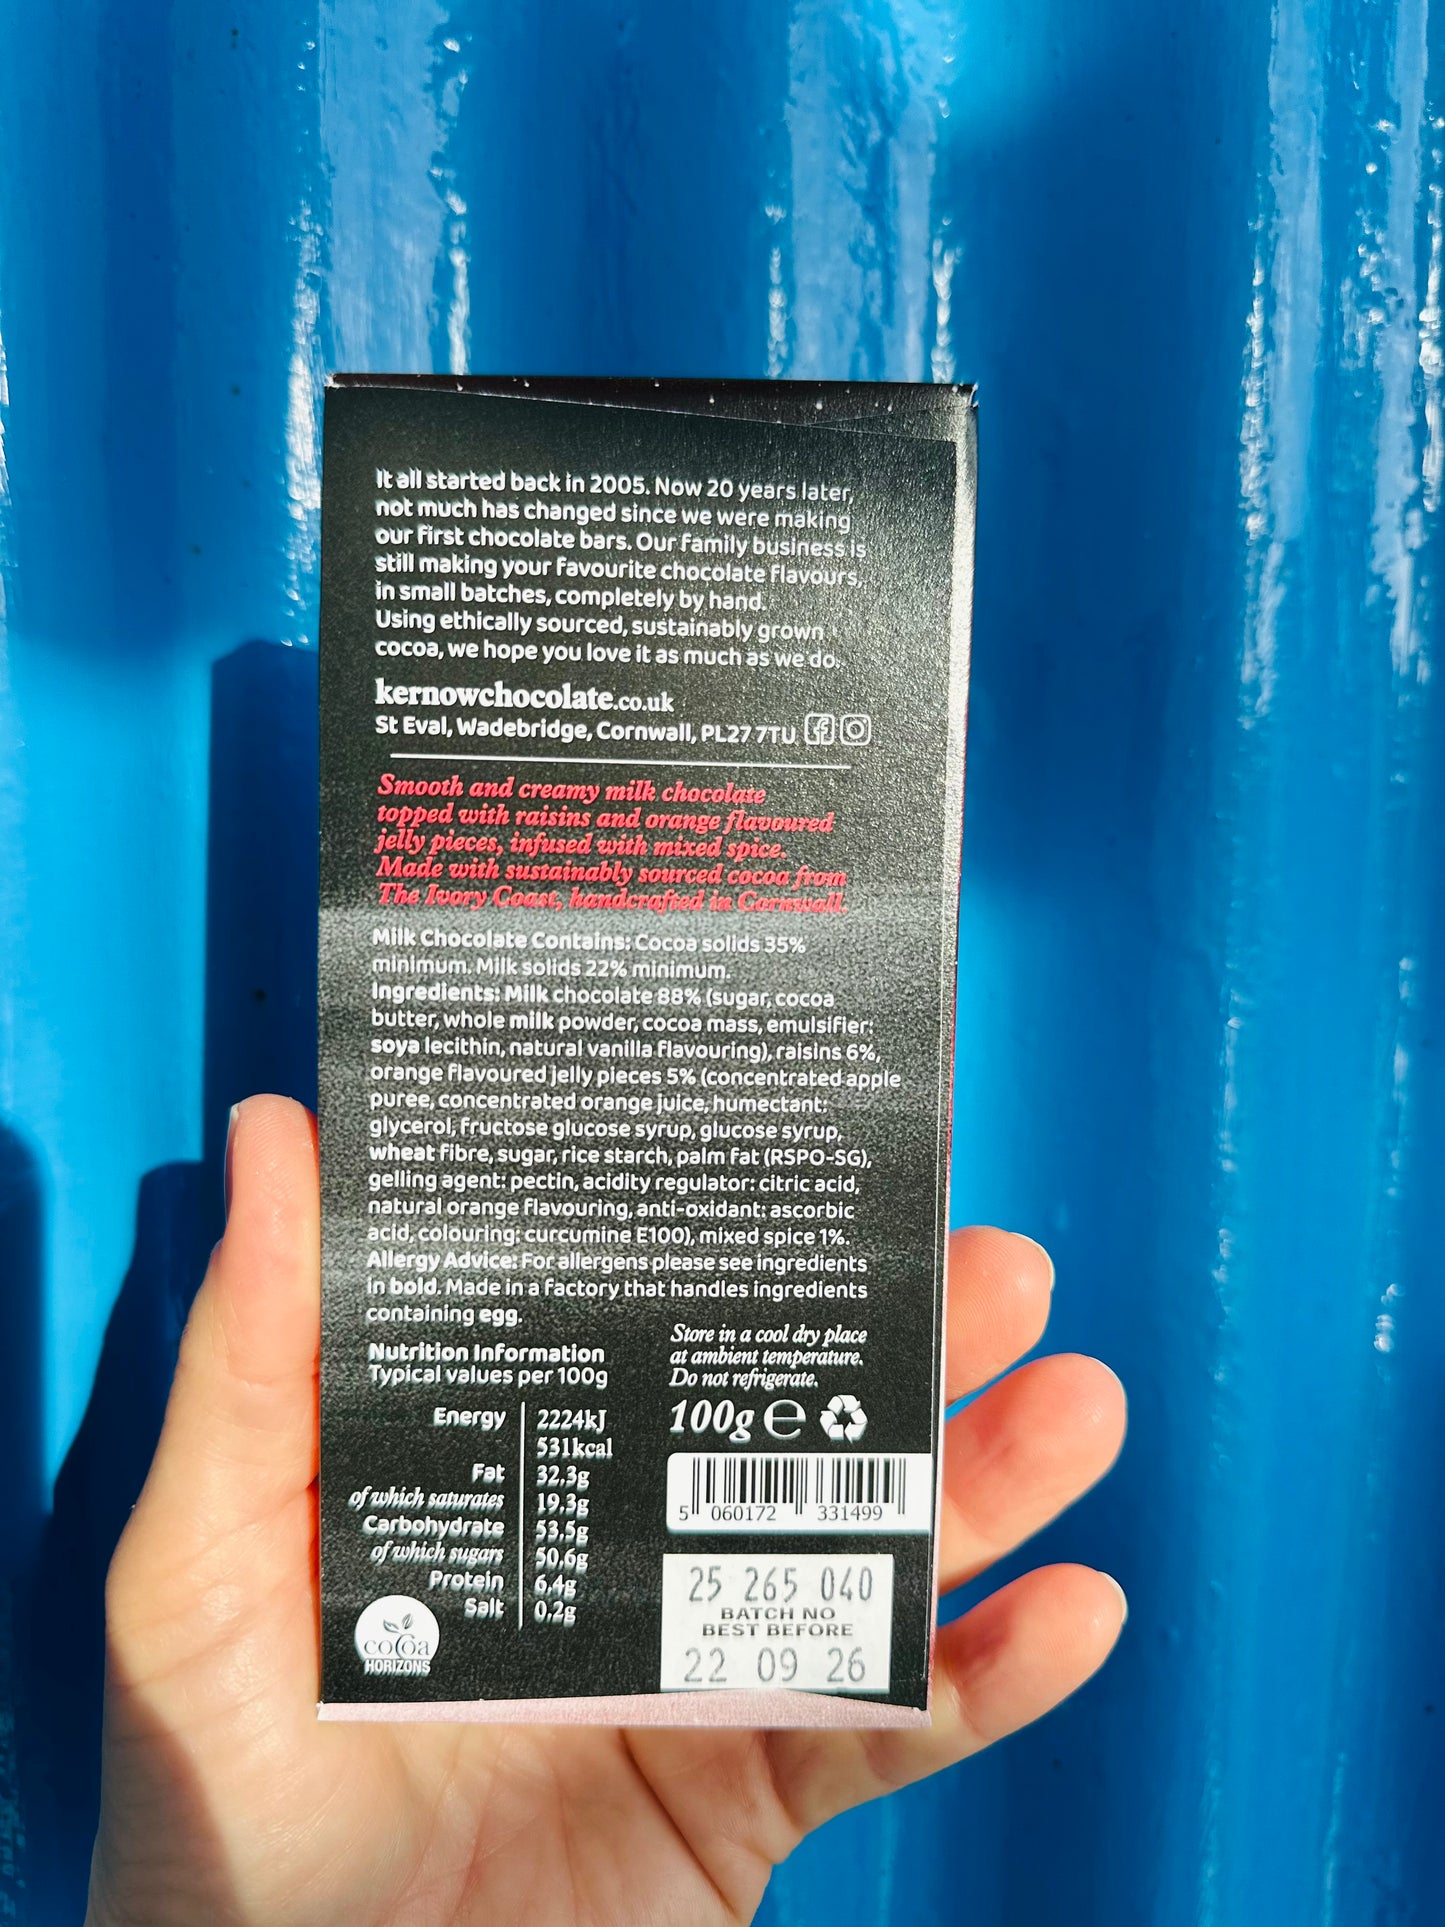 It all started back in 2005. Now 20 years later,
not much has changed since we were making
our first chocolate bars. Our family business is
still making your favourite chocolate flavours,
in small batches, completely by hand.
Using ethically sourced, sustainably grown
cocoa, we hope you love it as much as we do.
kernowchocolate.co.uk
St Eval, Wadebridge, Cornwall, PL27 7TU
Smooth and creamy milk chocolate
topped with raisins and orange flavoured
jelly pieces, infused with mixed spice.
Made with sustainably sourced cocoa from
The Ivory Coast, handcrafted in Cornwall.
Milk Chocolate Contains: Cocoa solids 35%
minimum. Milk solids 22% minimum.
Ingredients: Milk chocolate 88% (sugar, cocoa
butter, whole milk powder, cocoa mass, emulsifier:
soya lecithin, natural vanilla flavouring), raisins 6%,
orange flavoured jelly pieces 5% (concentrated apple
puree, concentrated orange juice, humectant:
glycerol, fructose glucose syrup, glucose syrup,
wheat fibre, sugar, rice starch, palm fat (RSPO-SG),
gelling agent: pectin, acidity regulator: citric acid,
natural orange flavouring, anti-oxidant: ascorbic
acid, colouring: curcumine E100), mixed spice 1%.
Allergy Advice: For allergens please see ingredients
in bold. Made in a factory that handles ingredients
containing egg.
Nutrition Information
Typical values per 100g
Energy 2224kJ
531kcal
Fat 32.3g
of which saturates 19.3g
Carbohydrate 53.5g
of which sugars 50.6g
Protein 6.4g
Salt 0.2g
cocoa
HORIZONS
Store in a cool dry place
at ambient temperature.
Do not refrigerate.
100g ℮
5 060172 331499
25 265 040
BATCH NO
BEST BEFORE
22 09 26